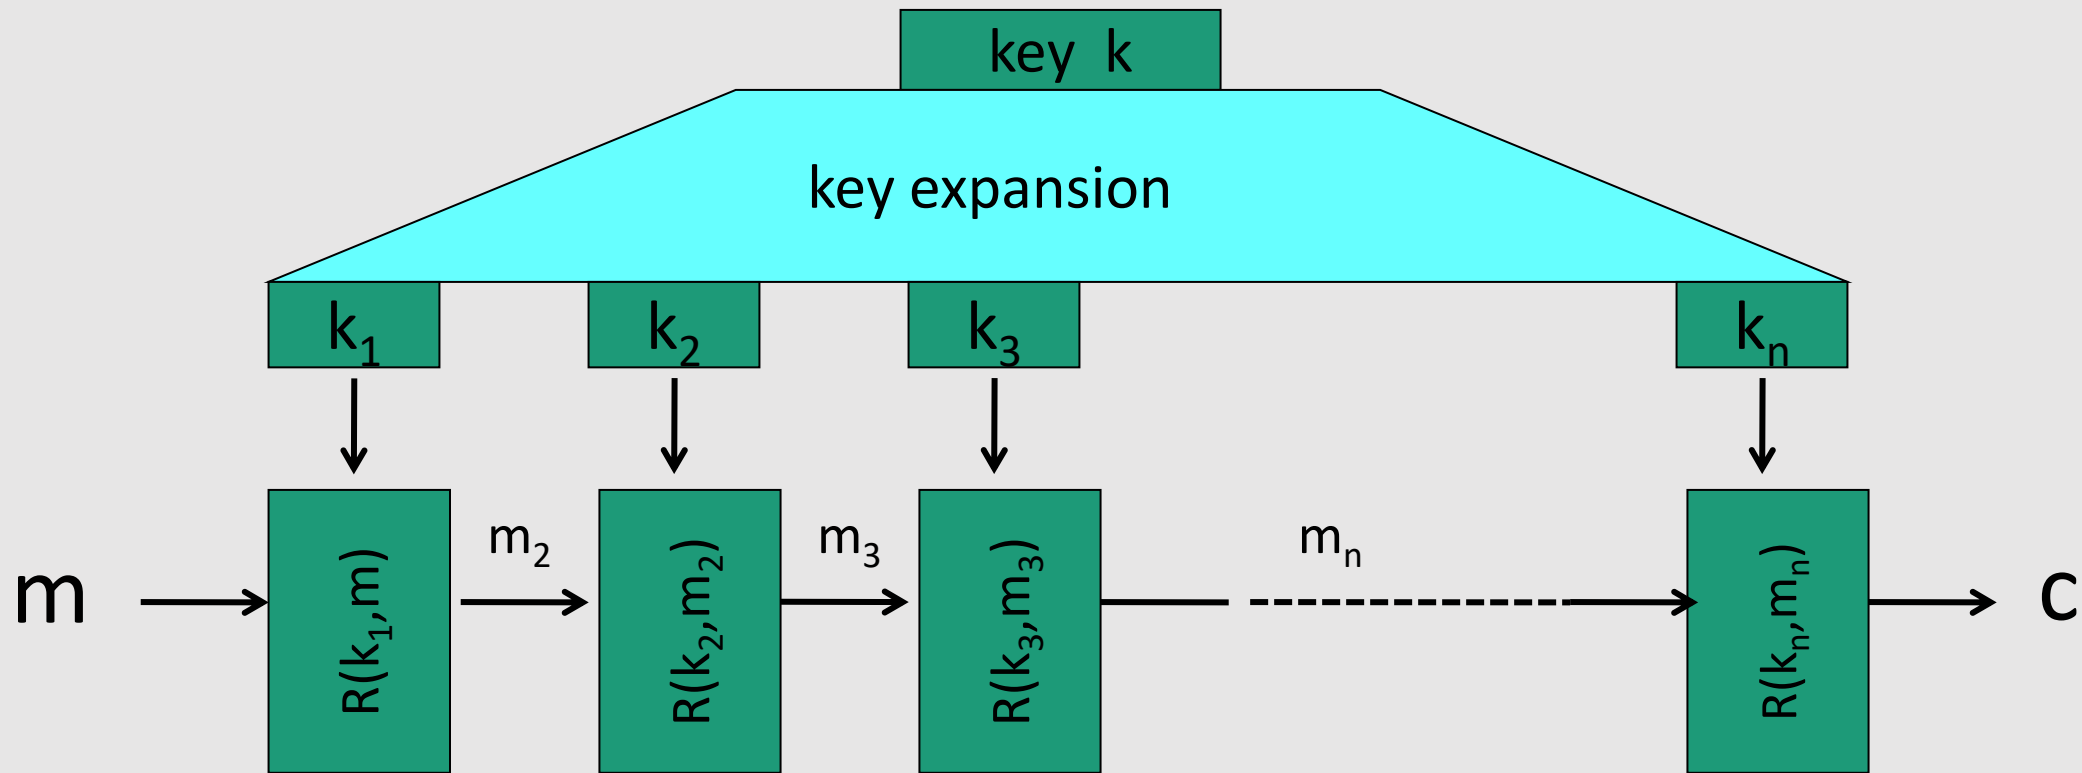 key k
key expansion
k₁ k₂ k₃ kₙ
m₂ m₃ mₙ
m R(k₁,m) R(k₂,m₂) R(k₃,m₃) R(kₙ,mₙ) c